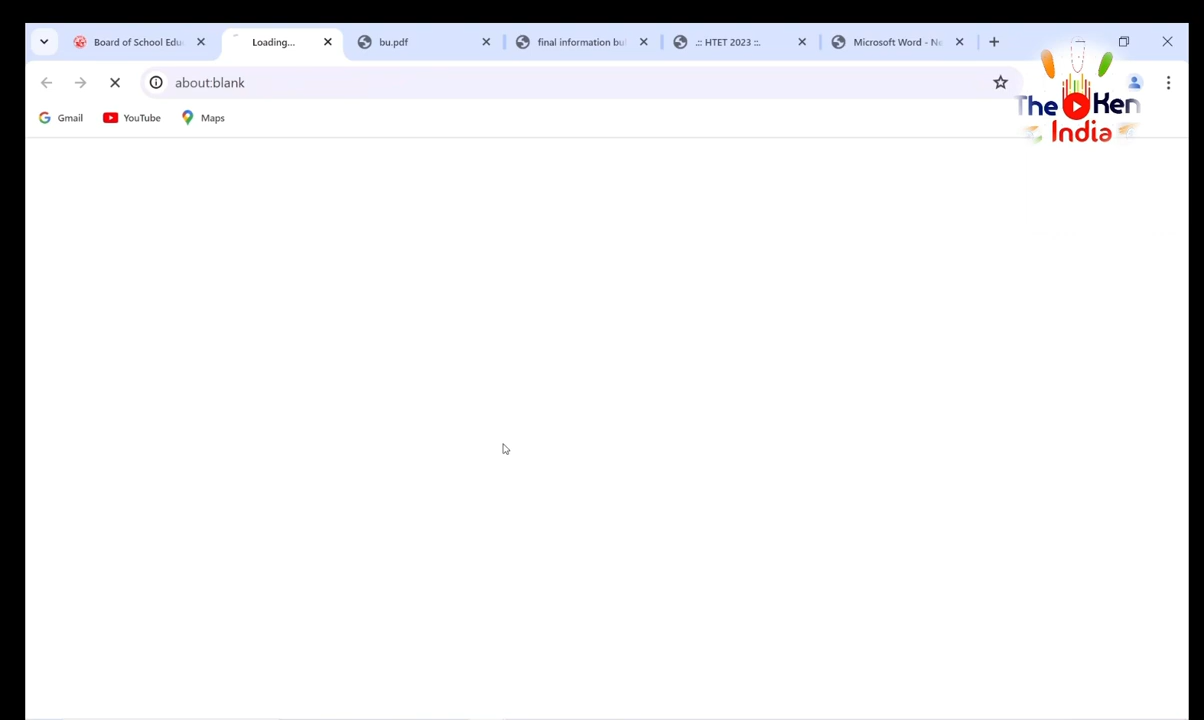 Board of School Edu
Loading...
bu.pdf
final information bul
.:: HTET 2023 ::.
Microsoft Word - Ne
about:blank
Gmail
YouTube
Maps
The Ken
India